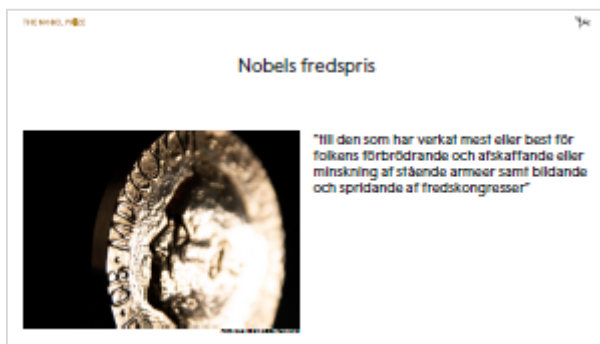 THE NOBEL PRIZE
Nobels fredspris
"till den som har verkat mest eller best för
folkens förbrödrande och afskaffande eller
minskning af stående armeer samt bildande
och spridande af fredskongresser"